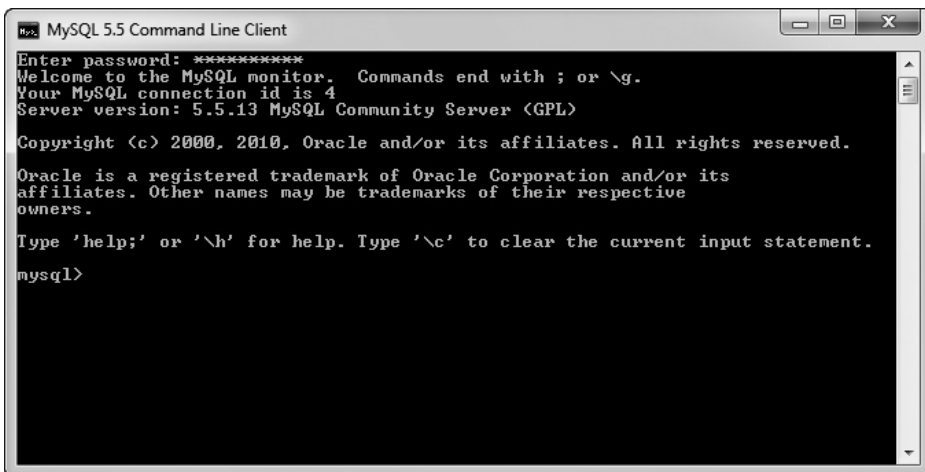 MySQL 5.5 Command Line Client
Enter password: **********
Welcome to the MySQL monitor.  Commands end with ; or \g.
Your MySQL connection id is 4
Server version: 5.5.13 MySQL Community Server (GPL)
Copyright (c) 2000, 2010, Oracle and/or its affiliates. All rights reserved.
Oracle is a registered trademark of Oracle Corporation and/or its
affiliates. Other names may be trademarks of their respective
owners.
Type 'help;' or '\h' for help. Type '\c' to clear the current input statement.
mysql>